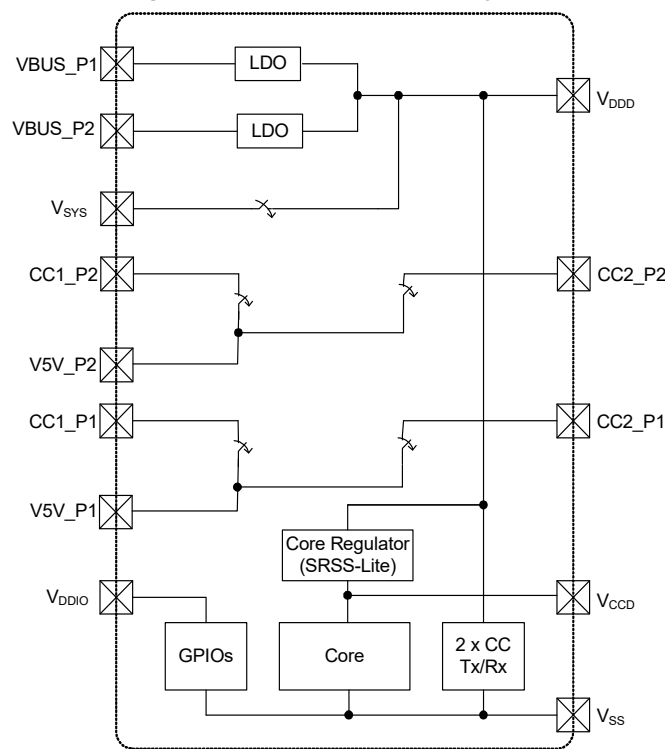 VBUS_P1
LDO
VBUS_P2
LDO
VDDD
VSYS
CC1_P2
CC2_P2
V5V_P2
CC1_P1
CC2_P1
V5V_P1
Core Regulator
(SRSS-Lite)
VDDIO
VCCD
GPIOs
Core
2 x CC
Tx/Rx
VSS